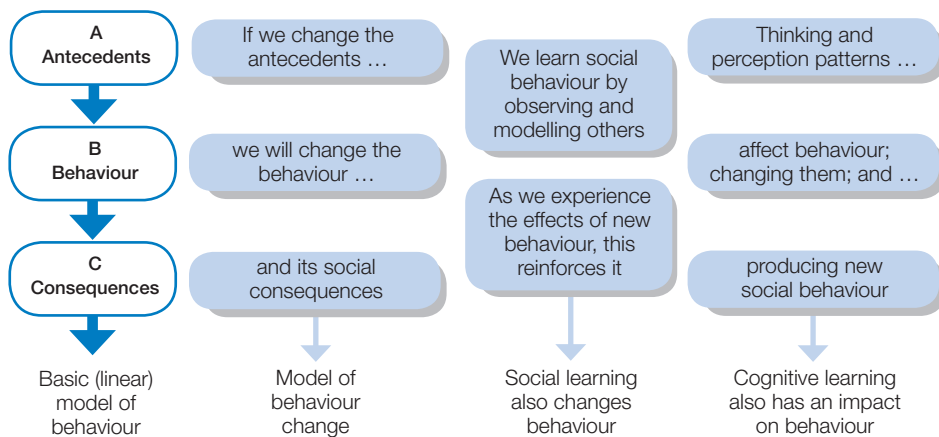 A
Antecedents
B
Behaviour
C
Consequences
Basic (linear)
model of
behaviour
If we change the
antecedents …
we will change the
behaviour …
and its social
consequences
Model of
behaviour
change
We learn social
behaviour by
observing and
modelling others
As we experience
the effects of new
behaviour, this
reinforces it
Social learning
also changes
behaviour
Thinking and
perception patterns …
affect behaviour;
changing them; and …
producing new
social behaviour
Cognitive learning
also has an impact
on behaviour